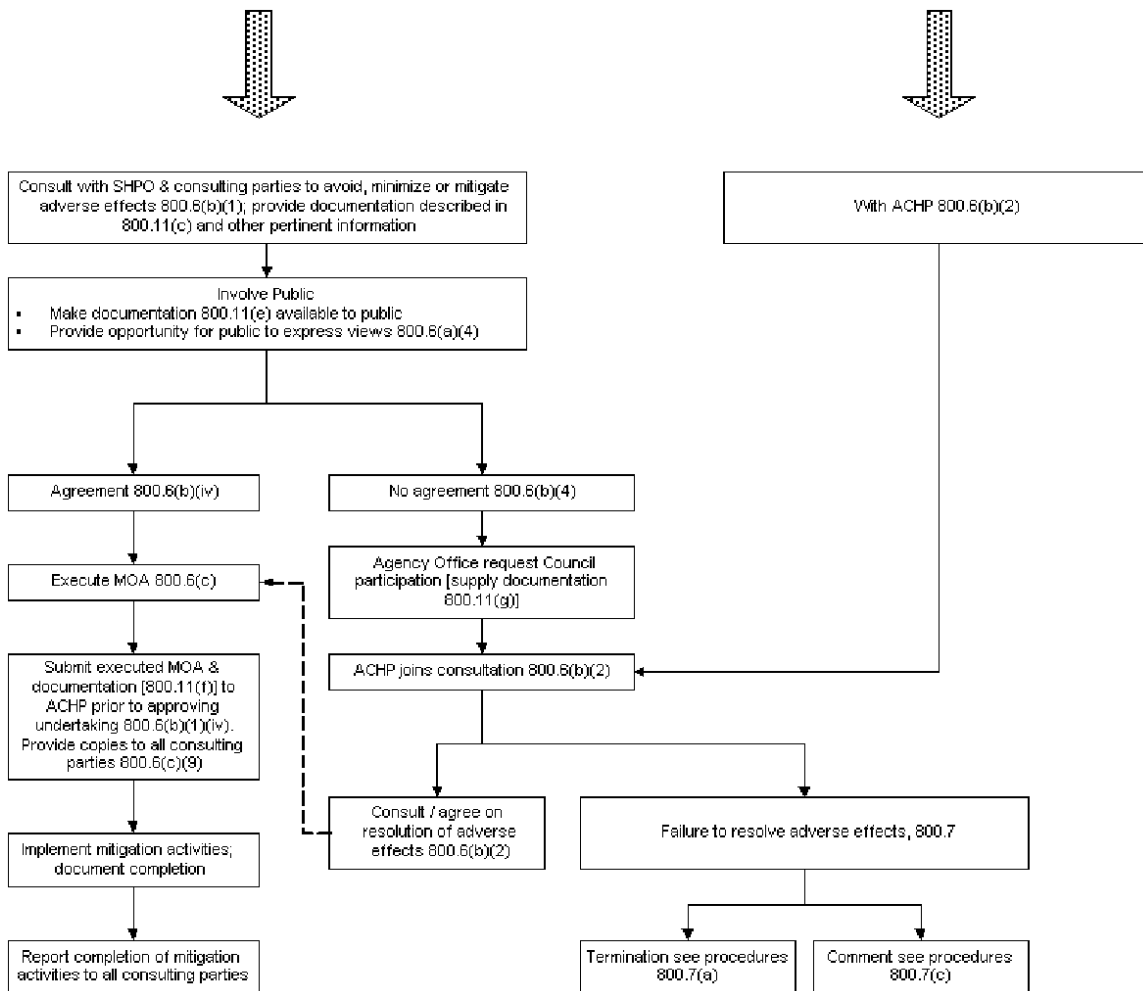 Consult with SHPO & consulting parties to avoid, minimize or mitigate
adverse effects 800.6(b)(1); provide documentation described in
800.11(c) and other pertinent information
With ACHP 800.6(b)(2)
Involve Public
▪ Make documentation 800.11(e) available to public
▪ Provide opportunity for public to express views 800.6(a)(4)
Agreement 800.6(b)(iv)
No agreement 800.6(b)(4)
Execute MOA 800.6(c)
Agency Office request Council
participation [supply documentation
800.11(g)]
Submit executed MOA &
documentation [800.11(f)] to
ACHP prior to approving
undertaking 800.6(b)(1)(iv).
Provide copies to all consulting
parties 800.6(c)(9)
ACHP joins consultation 800.6(b)(2)
Consult / agree on
resolution of adverse
effects 800.6(b)(2)
Failure to resolve adverse effects, 800.7
Implement mitigation activities;
document completion
Report completion of mitigation
activities to all consulting parties
Termination see procedures
800.7(a)
Comment see procedures
800.7(c)